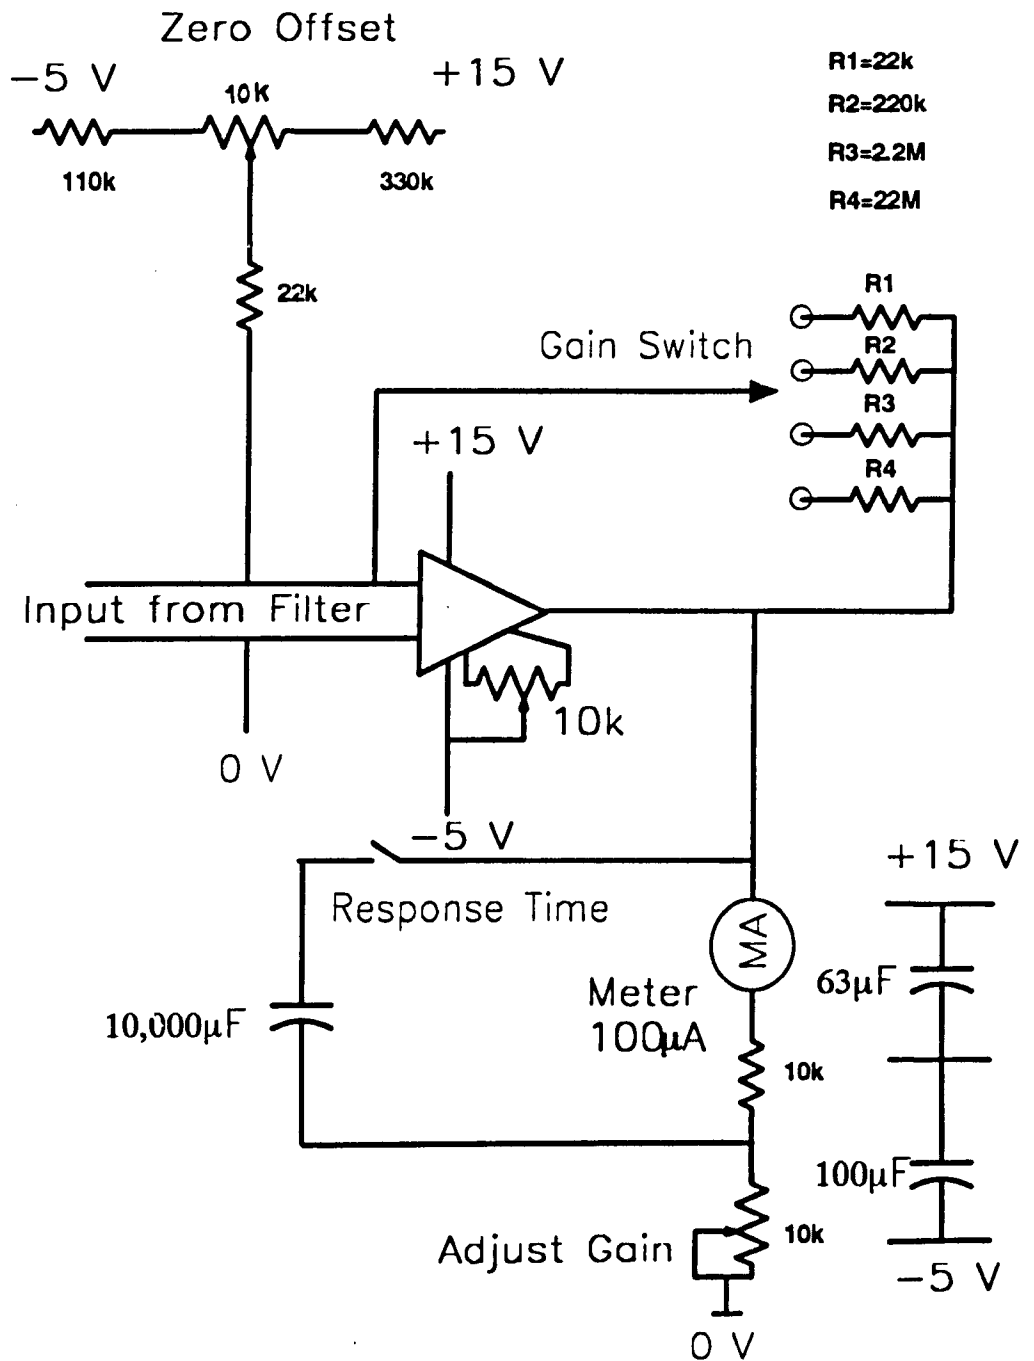 Zero Offset
-5 V
+15 V
10K
110k
330k
22k
R1=22k
R2=220k
R3=2.2M
R4=22M
R1
R2
R3
R4
Gain Switch
+15 V
Input from Filter
10k
0 V
-5 V
Response Time
10,000µF
MA
Meter
100µA
10k
Adjust Gain
10k
0 V
+15 V
63µF
100µF
-5 V